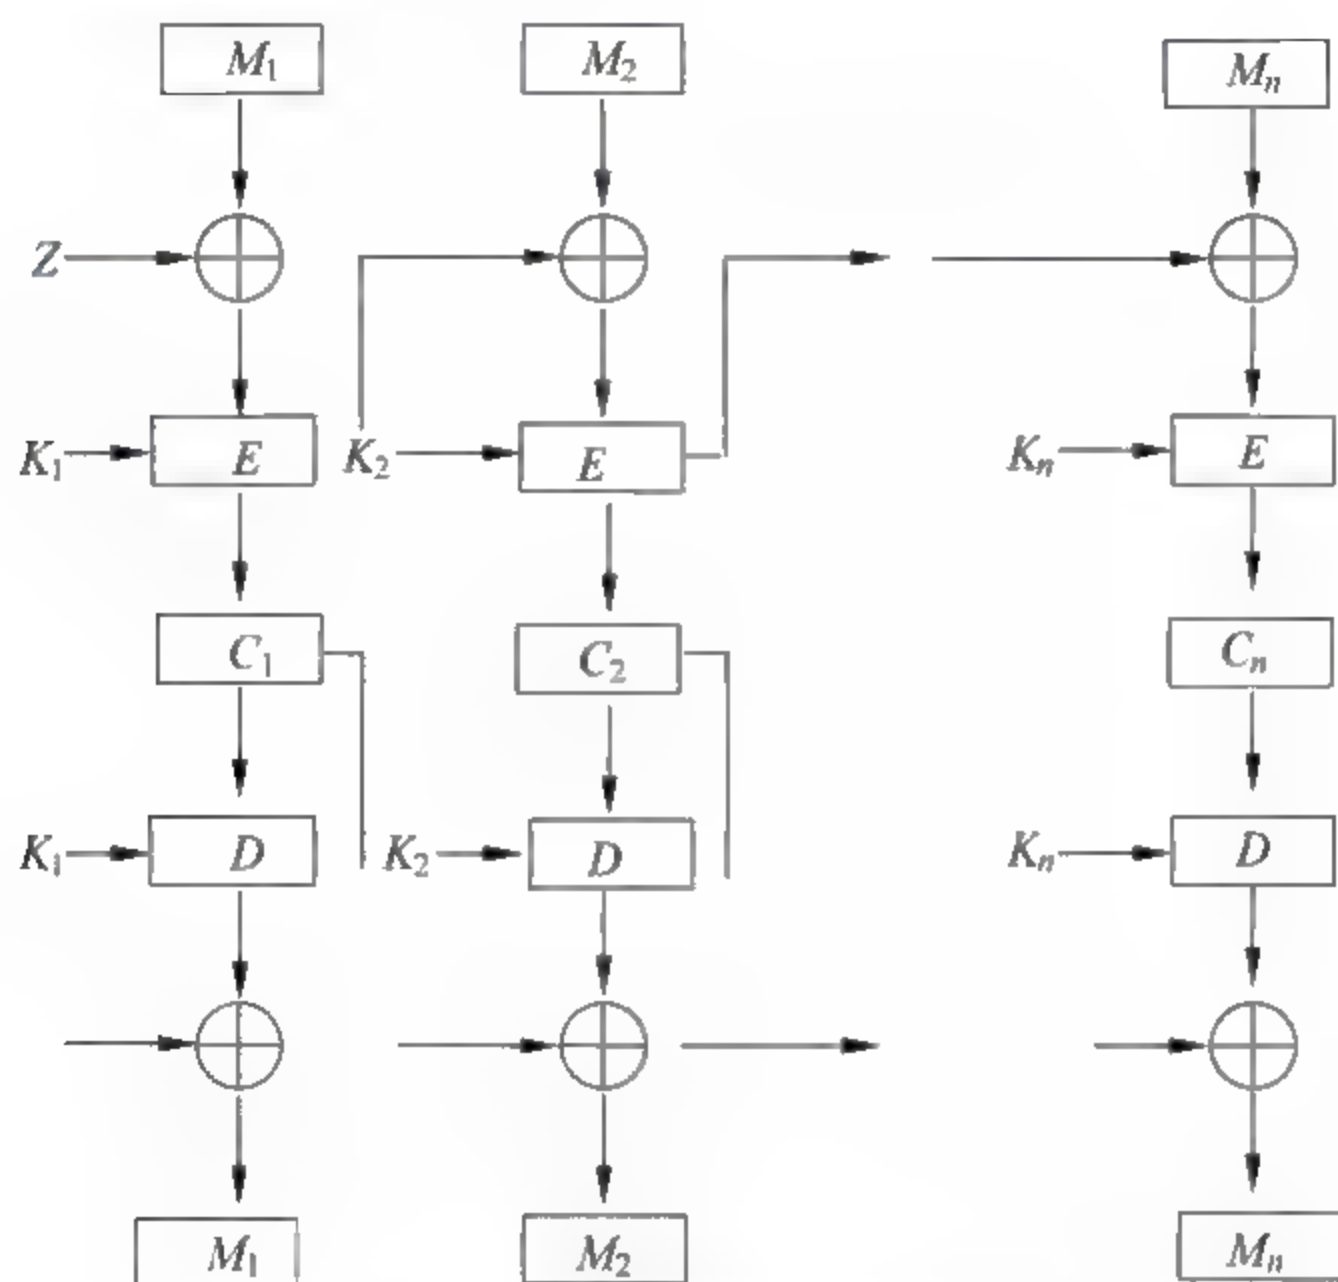 M₁ M₂ Mₙ
Z
K₁ E K₂ E Kₙ E
C₁ C₂ Cₙ
K₁ D K₂ D Kₙ D
M₁ M₂ Mₙ